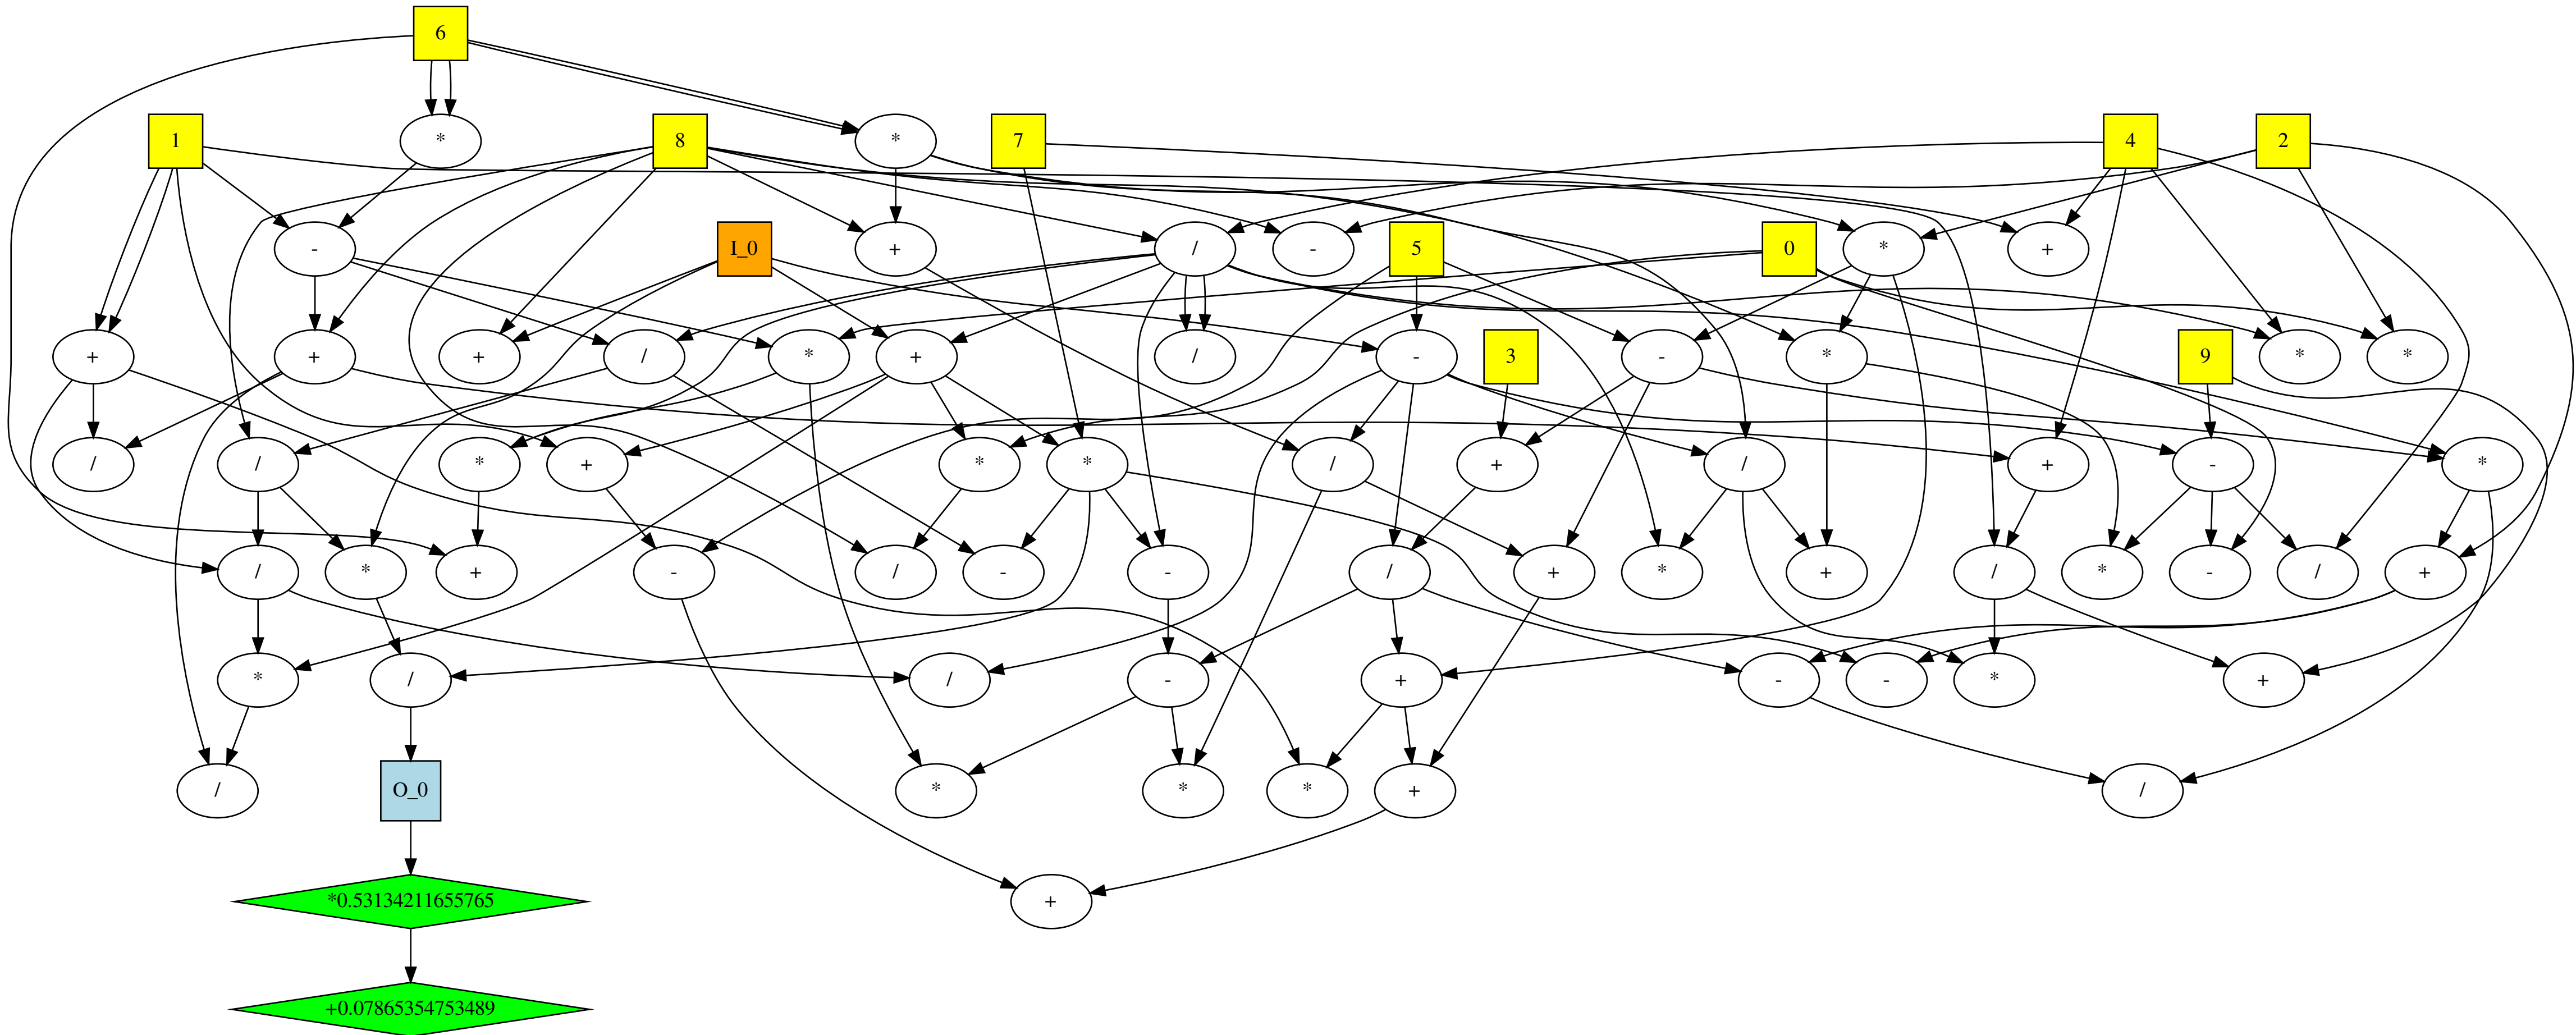 6
1 * 8 * 7 4 2
- I_0 + / - 5 0 * +
+ + + / * + / - 3 - * 9 * *
/ / * + * * / + / + - *
/ * + - / - - / + * + * - / +
* / / - + - - * +
/ O_0 * * * + /
*0.53134211655765 +
+0.07865354753489